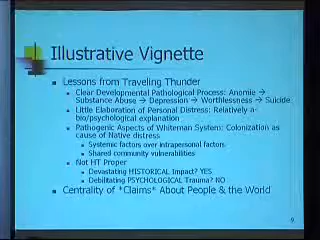 Illustrative Vignette
Lessons from Traveling Thunder
Clear Developmental Pathological Process: Anomie →
Substance Abuse → Depression → Worthlessness → Suicide
Little Elaboration of Personal Distress: Relatively a-
bio/psychological explanation
Pathogenic Aspects of Whiteman System: Colonization as
cause of Native distress
Systemic factors over intrapersonal factors
Shared community vulnerabilities
Not HT Proper
Devastating HISTORICAL Impact? YES
Debilitating PSYCHOLOGICAL Trauma? NO
Centrality of *Claims* About People & the World
9